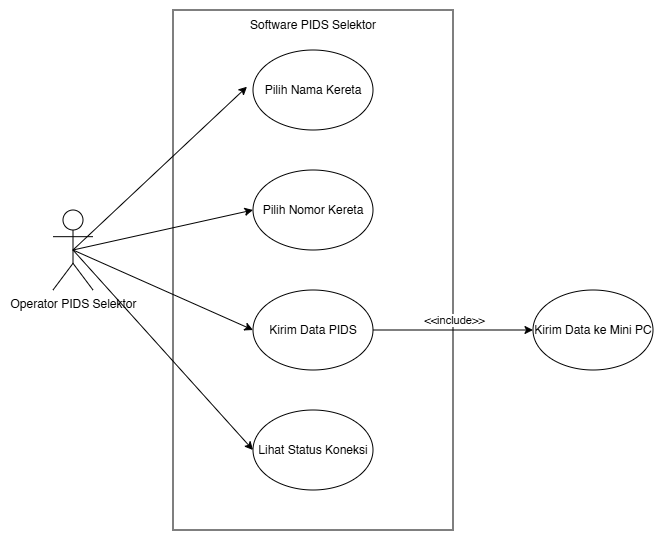 Software PIDS Selektor
Pilih Nama Kereta
Pilih Nomor Kereta
Operator PIDS Selektor
<<include>>
Kirim Data PIDS
Kirim Data ke Mini PC
Lihat Status Koneksi